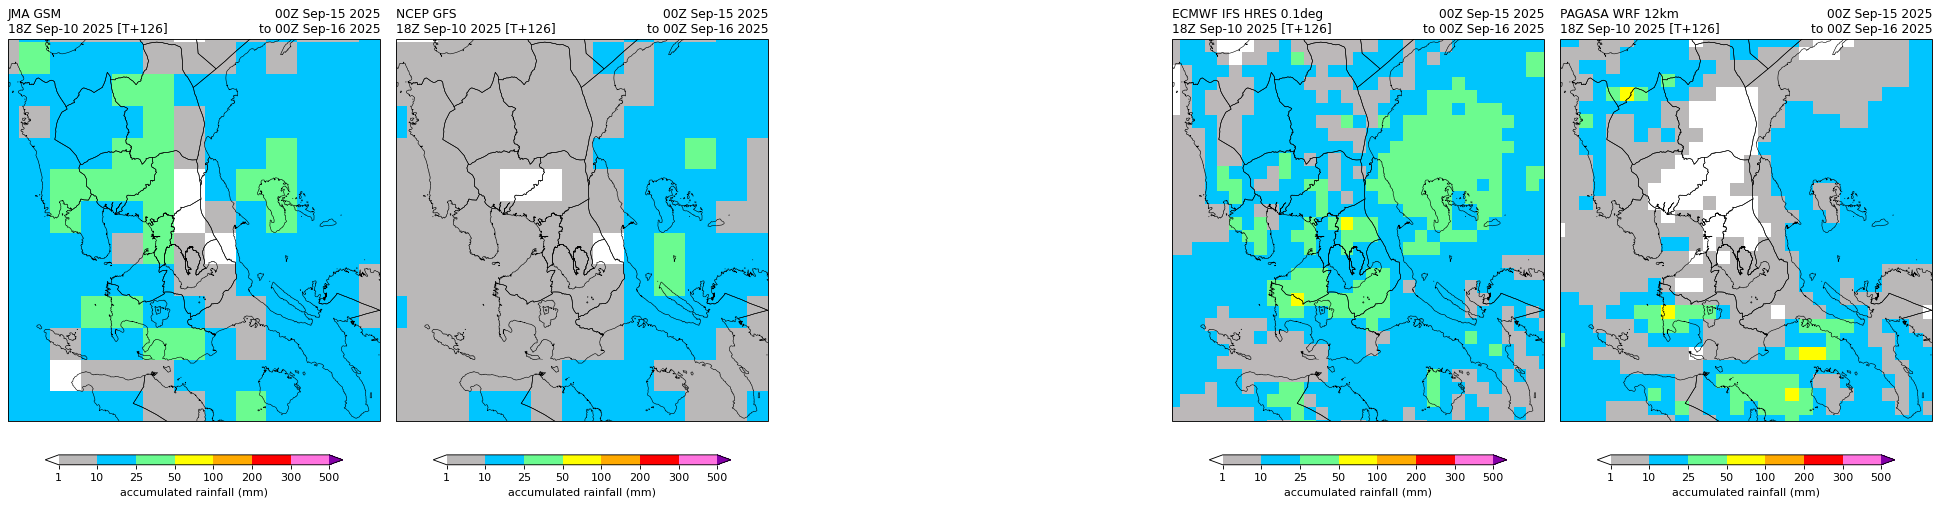 JMA GSM 00Z Sep-15 2025
18Z Sep-10 2025 [T+126] to 00Z Sep-16 2025
1 10 25 50 100 200 300 500
accumulated rainfall (mm)
NCEP GFS 00Z Sep-15 2025
18Z Sep-10 2025 [T+126] to 00Z Sep-16 2025
1 10 25 50 100 200 300 500
accumulated rainfall (mm)
ECMWF IFS HRES 0.1deg 00Z Sep-15 2025
18Z Sep-10 2025 [T+126] to 00Z Sep-16 2025
1 10 25 50 100 200 300 500
accumulated rainfall (mm)
PAGASA WRF 12km 00Z Sep-15 2025
18Z Sep-10 2025 [T+126] to 00Z Sep-16 2025
1 10 25 50 100 200 300 500
accumulated rainfall (mm)